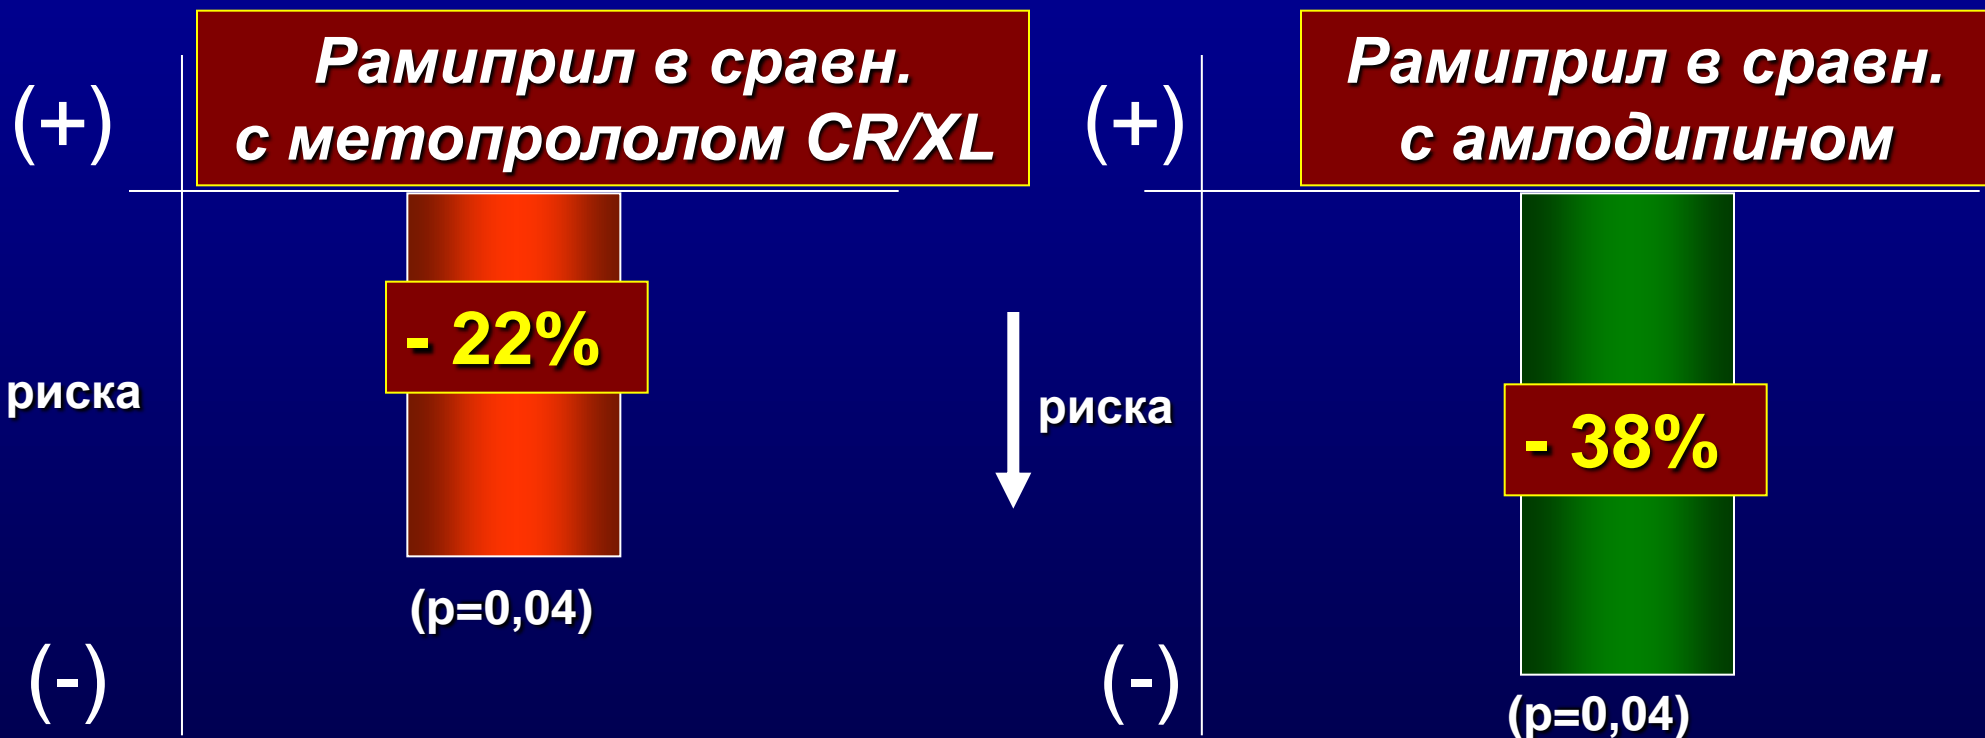 Рамиприл в сравн.
с метопрололом CR/XL
(+)
- 22%
риска
(p=0,04)
(-)
Рамиприл в сравн.
с амлодипином
(+)
риска
- 38%
(-)
(p=0,04)